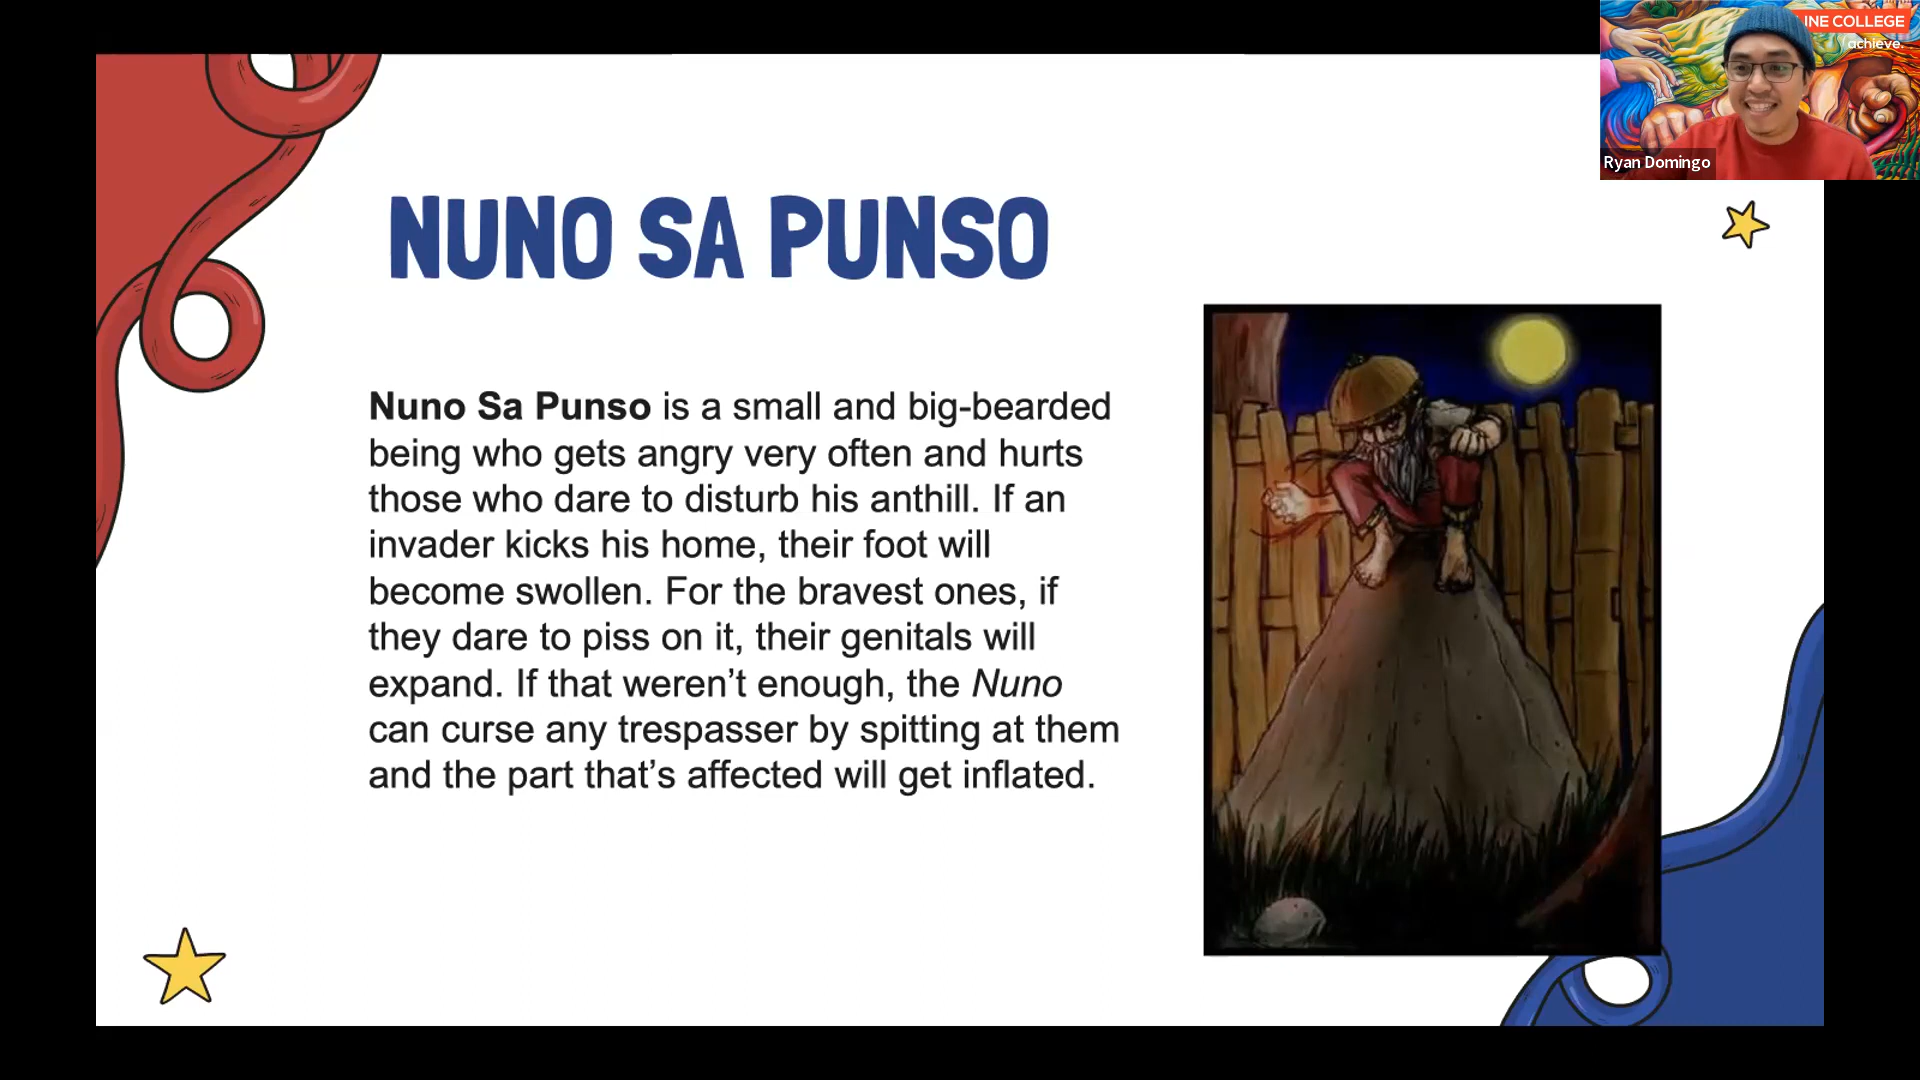 INE COLLEGE
achieve.
Ryan Domingo
NUNO SA PUNSO
Nuno Sa Punso is a small and big-bearded
being who gets angry very often and hurts
those who dare to disturb his anthill. If an
invader kicks his home, their foot will
become swollen. For the bravest ones, if
they dare to piss on it, their genitals will
expand. If that weren’t enough, the Nuno
can curse any trespasser by spitting at them
and the part that’s affected will get inflated.